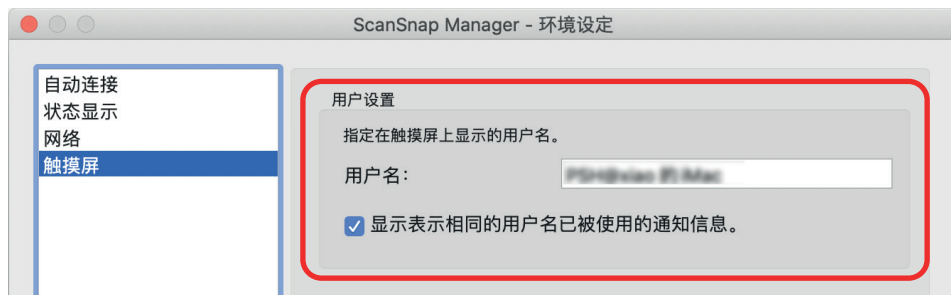 ScanSnap Manager - 环境设定
自动连接
状态显示
网络
触摸屏
用户设置
指定在触摸屏上显示的用户名。
用户名：
显示表示相同的用户名已被使用的通知信息。